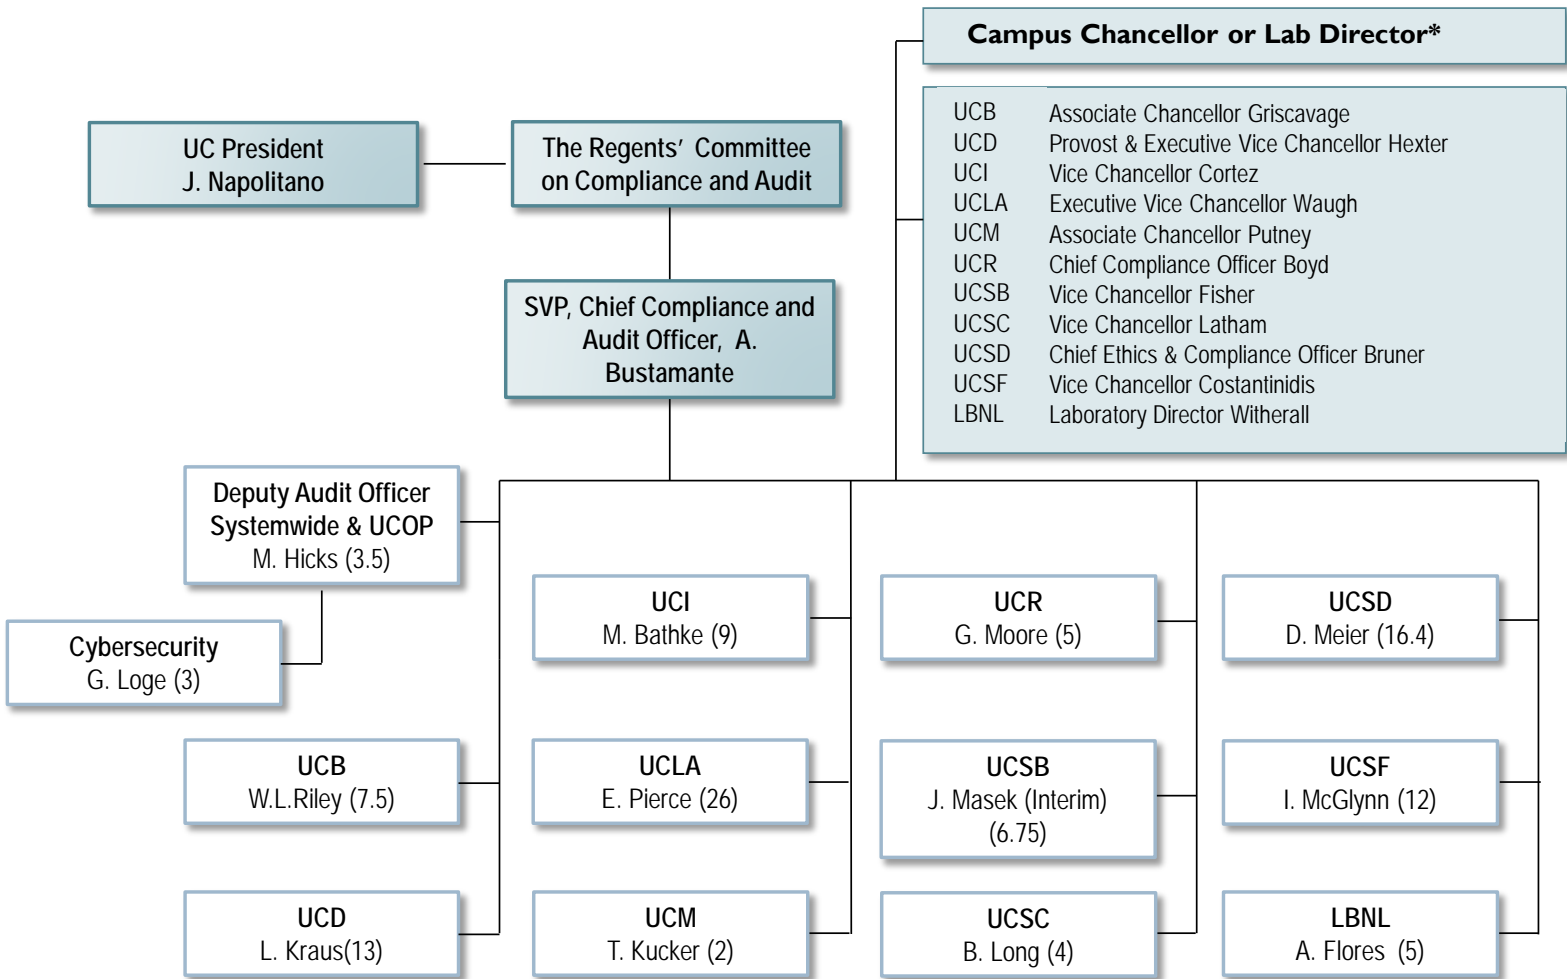 Campus Chancellor or Lab Director*
UC President
J. Napolitano
The Regents’ Committee
on Compliance and Audit
UCB Associate Chancellor Griscavage
UCD Provost & Executive Vice Chancellor Hexter
UCI Vice Chancellor Cortez
UCLA Executive Vice Chancellor Waugh
UCM Associate Chancellor Putney
UCR Chief Compliance Officer Boyd
UCSB Vice Chancellor Fisher
UCSC Vice Chancellor Latham
UCSD Chief Ethics & Compliance Officer Bruner
UCSF Vice Chancellor Costantinidis
LBNL Laboratory Director Witherall
SVP, Chief Compliance and
Audit Officer, A.
Bustamante
Deputy Audit Officer
Systemwide & UCOP
M. Hicks (3.5)
Cybersecurity
G. Loge (3)
UCI
M. Bathke (9)
UCR
G. Moore (5)
UCSD
D. Meier (16.4)
UCB
W.L.Riley (7.5)
UCLA
E. Pierce (26)
UCSB
J. Masek (Interim)
(6.75)
UCSF
I. McGlynn (12)
UCD
L. Kraus(13)
UCM
T. Kucker (2)
UCSC
B. Long (4)
LBNL
A. Flores (5)